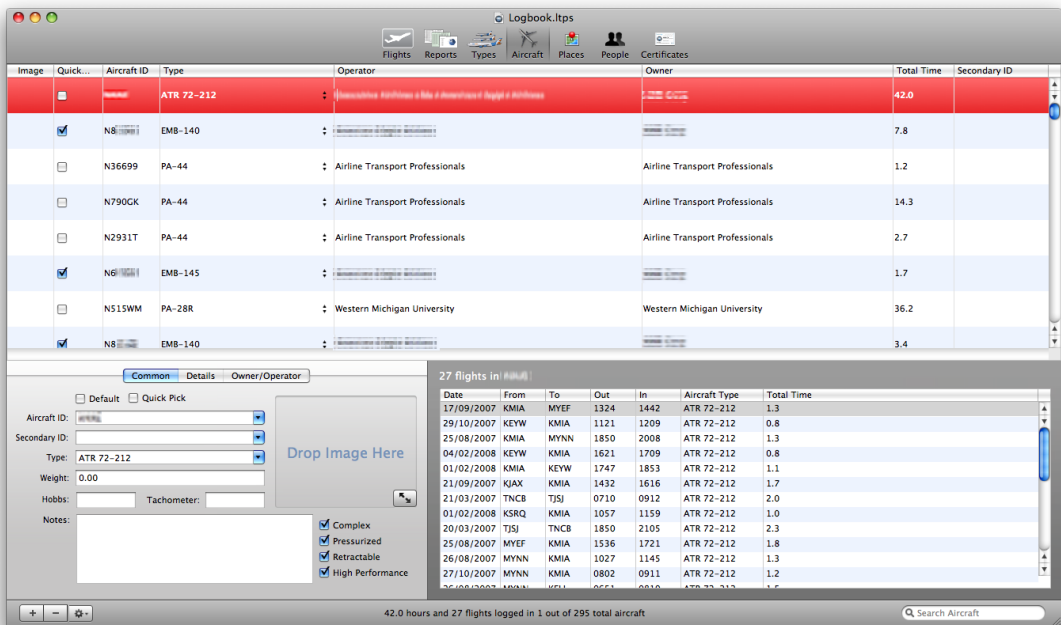 Logbook.ltps
Flights Reports Types Aircraft Places People Certificates
Image Quick... Aircraft ID Type Operator Owner Total Time Secondary ID
ATR 72-212 42.0
N8 EMB-140 7.8
N36699 PA-44 Airline Transport Professionals Airline Transport Professionals 1.2
N790GK PA-44 Airline Transport Professionals Airline Transport Professionals 14.3
N2931T PA-44 Airline Transport Professionals Airline Transport Professionals 2.7
N6 EMB-145 1.7
N515WM PA-28R Western Michigan University Western Michigan University 36.2
N8 EMB-140 3.4
Common Details Owner/Operator
Default Quick Pick
Aircraft ID:
Secondary ID:
Type: ATR 72-212
Weight: 0.00
Hobbs: Tachometer:
Notes:
Drop Image Here
Complex
Pressurized
Retractable
High Performance
27 flights in
Date From To Out In Aircraft Type Total Time
17/09/2007 KMIA MYEF 1324 1442 ATR 72-212 1.3
29/10/2007 KEYW KMIA 1121 1209 ATR 72-212 0.8
25/08/2007 KMIA MYNN 1850 2008 ATR 72-212 1.3
04/02/2008 KEYW KMIA 1621 1709 ATR 72-212 0.8
01/02/2008 KMIA KEYW 1747 1853 ATR 72-212 1.1
21/09/2007 KJAX KMIA 1432 1616 ATR 72-212 1.7
21/03/2007 TNCB TJSJ 0710 0912 ATR 72-212 2.0
01/02/2008 KSRQ KMIA 1057 1159 ATR 72-212 1.0
20/03/2007 TJSJ TNCB 1850 2105 ATR 72-212 2.3
25/08/2007 MYEF KMIA 1536 1721 ATR 72-212 1.8
26/08/2007 MYNN KMIA 1027 1145 ATR 72-212 1.3
27/10/2007 MYNN KMIA 0802 0911 ATR 72-212 1.2
42.0 hours and 27 flights logged in 1 out of 295 total aircraft
Search Aircraft